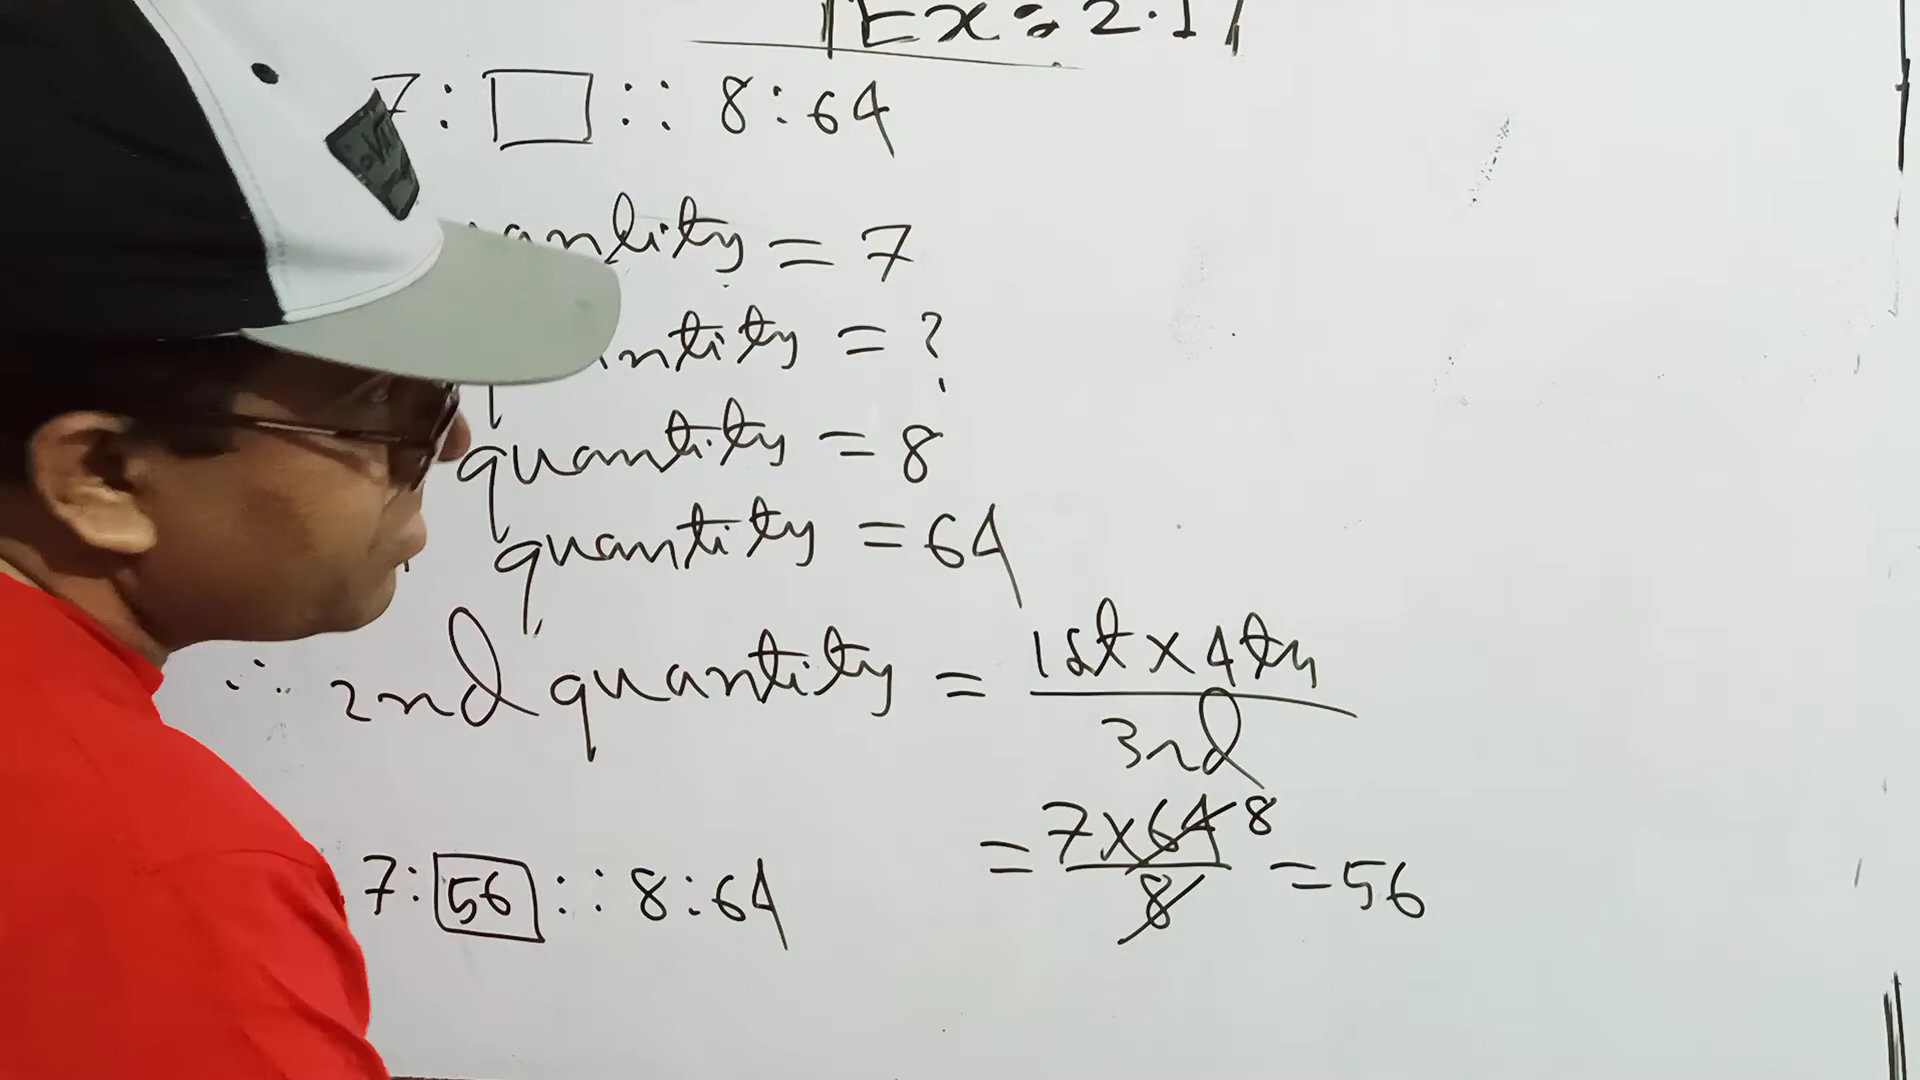 Ex: 2.1
7 : □ :: 8 : 64
quantity = 7
quantity = ?
quantity = 8
quantity = 64
∴ 2nd quantity = 1st × 4th / 3rd
= 7 × 64 8 / 8 = 56
7 : 56 :: 8 : 64